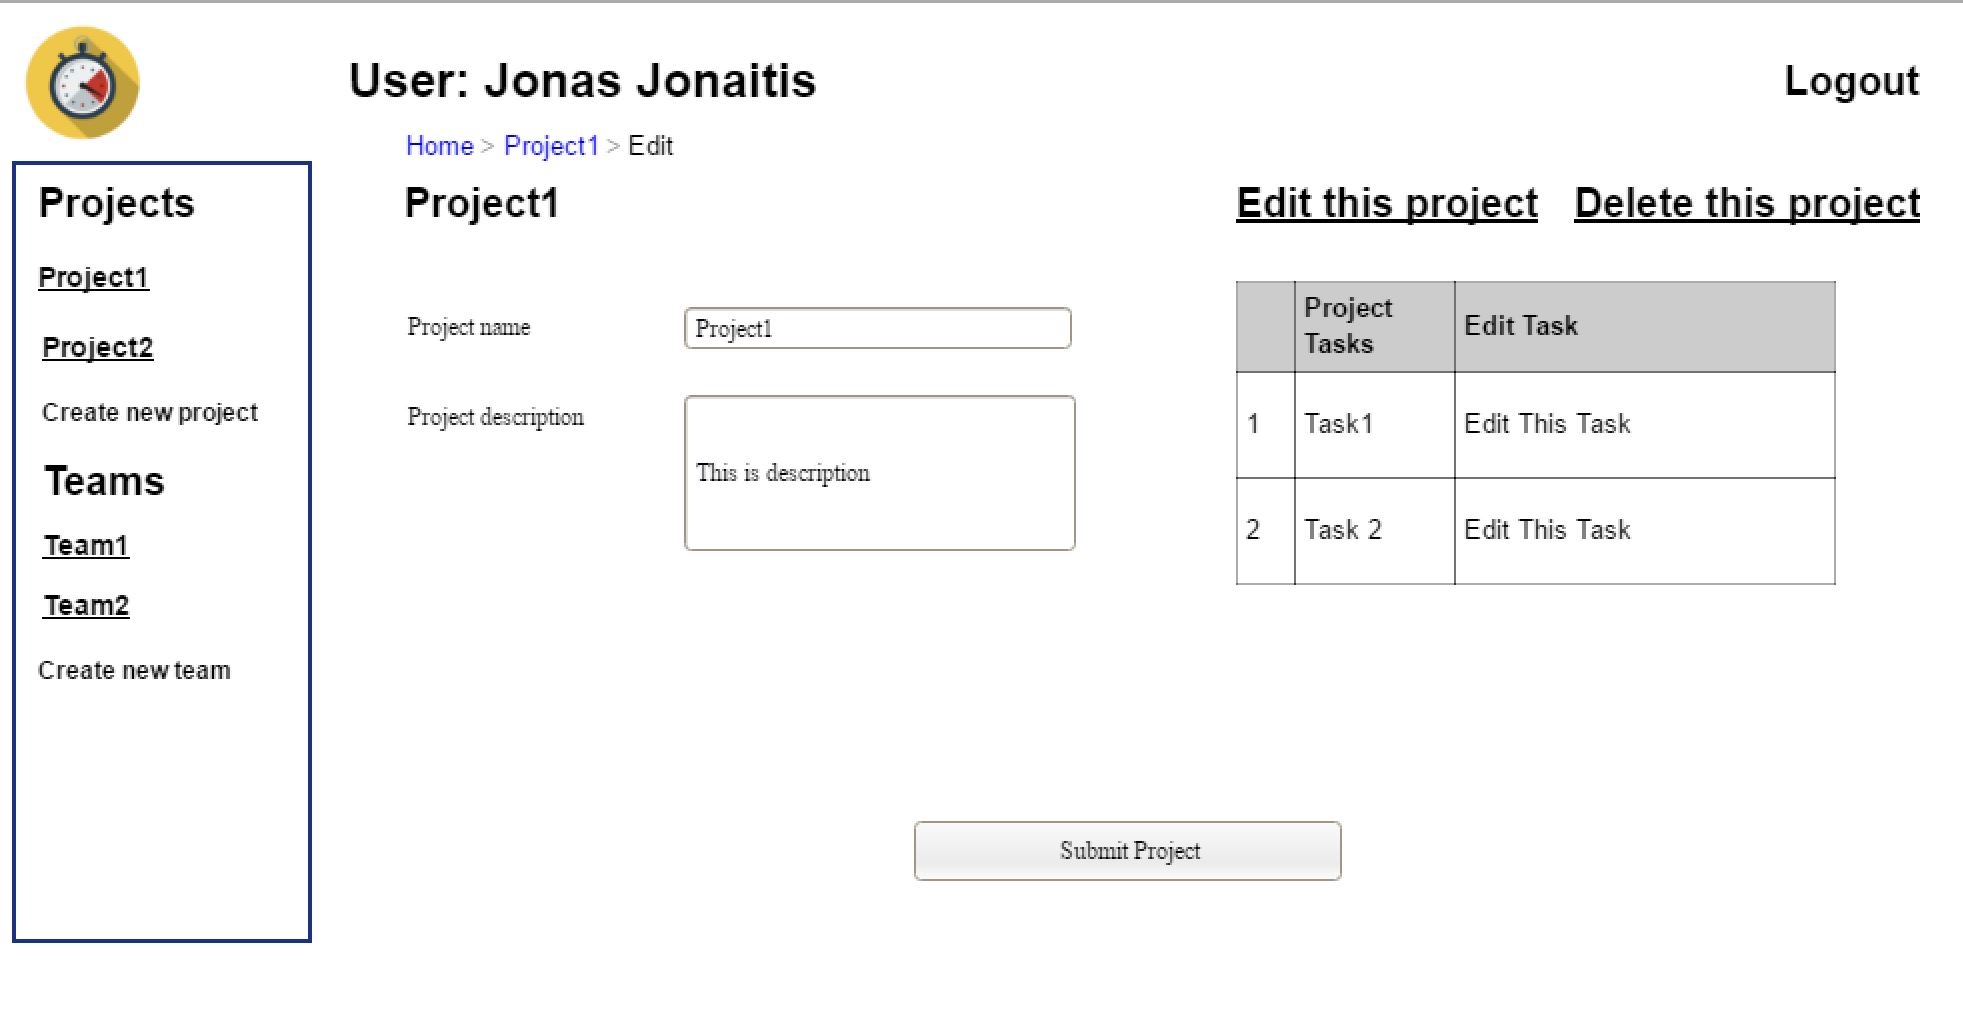 User: Jonas Jonaitis
Logout
Home > Project1 > Edit
Projects
Project1
Project2
Create new project
Teams
Team1
Team2
Create new team
Project1
Edit this project
Delete this project
Project name
Project1
Project description
This is description
Project Tasks
Edit Task
1 Task1 Edit This Task
2 Task 2 Edit This Task
Submit Project